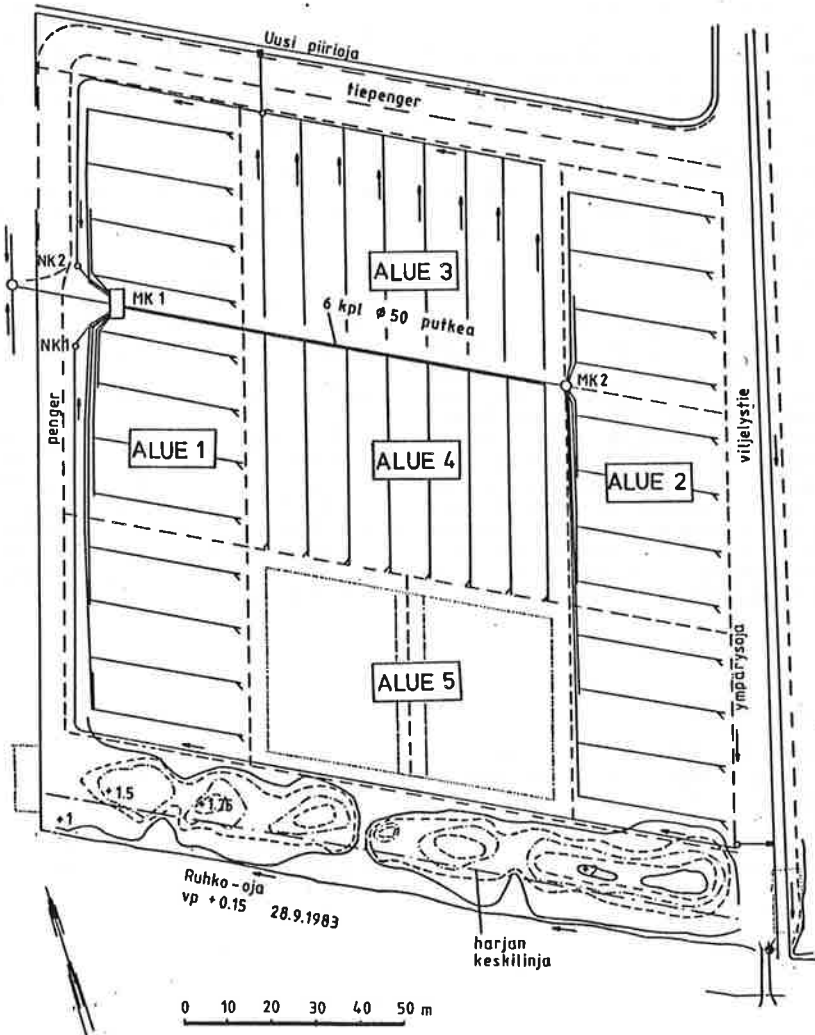 Uusi piirioja
tiepenger
NK2
MK 1
NK1
ALUE 3
6 kpl ø 50 putkea
MK2
penger
viljelystie
ALUE 1
ALUE 4
ALUE 2
ympärysoja
ALUE 5
+1.5
+1.75
+1
+2
Ruhko-oja
vp +0.15 28.9.1983
harjan
keskilinja
0 10 20 30 40 50 m